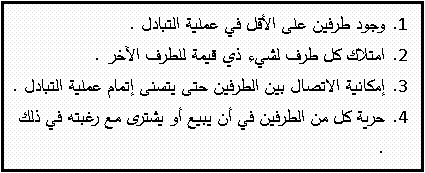 1. وجود طرفين على الأقل في عملية التبادل .
2. امتلاك كل طرف لشيء ذي قيمة للطرف الآخر .
3. إمكانية الاتصال بين الطرفين حتى يتسنى إتمام عملية التبادل .
4. حرية كل من الطرفين في أن يبيع أو يشترى مع رغبته في ذلك
.